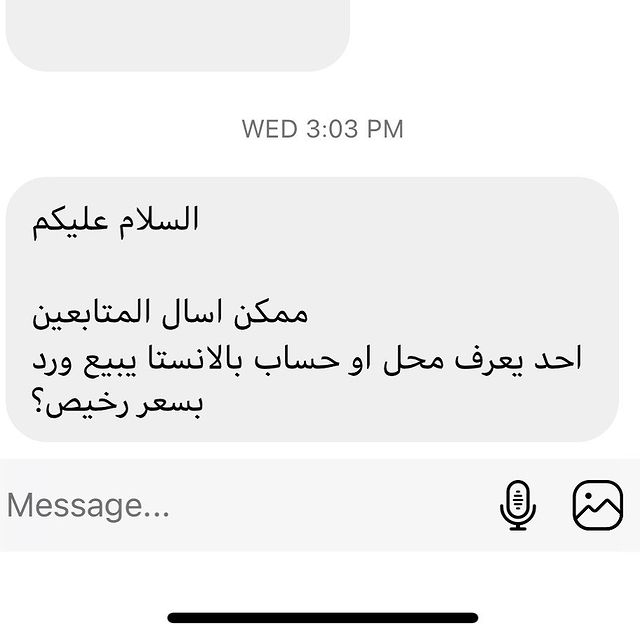 WED 3:03 PM
السلام عليكم
ممكن اسال المتابعين
احد يعرف محل او حساب بالانستا يبيع ورد
بسعر رخيص؟
Message...